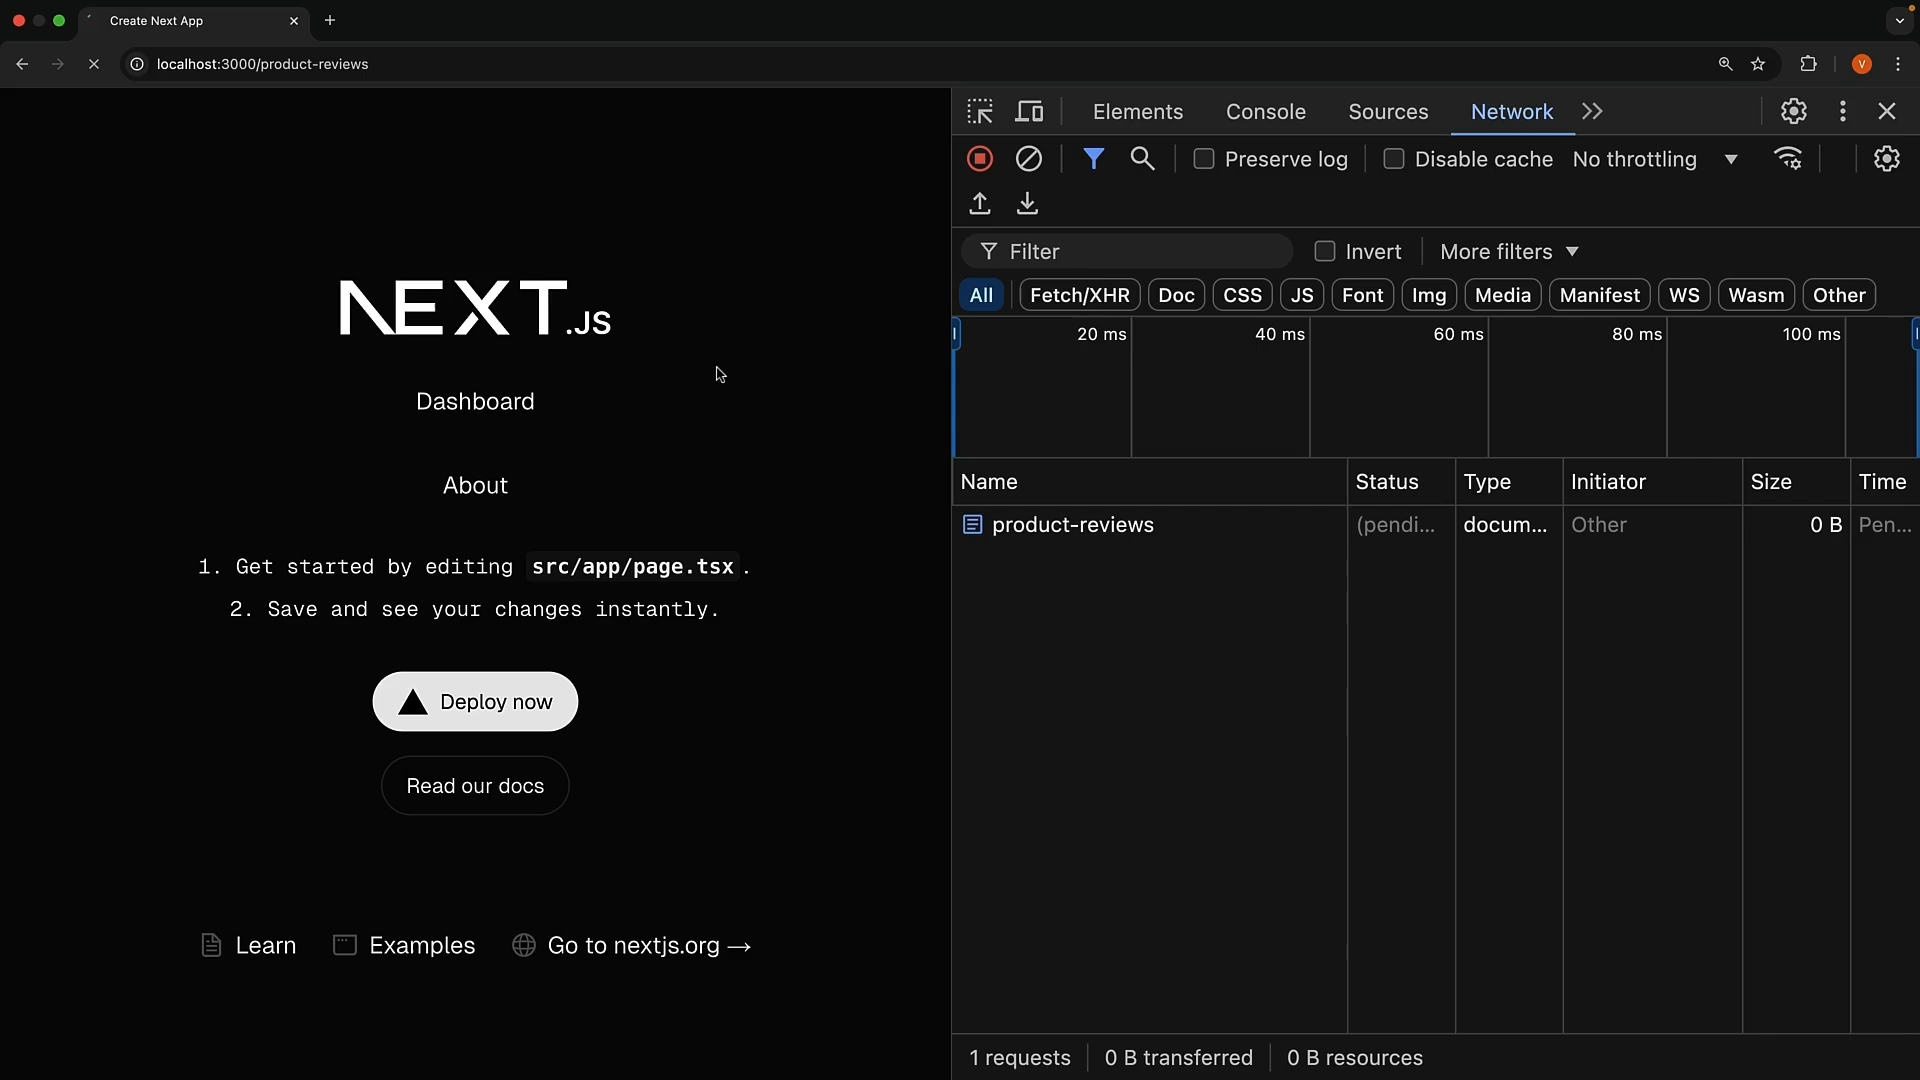 Create Next App
localhost:3000/product-reviews
V
NEXT.JS
Dashboard
About
1. Get started by editing src/app/page.tsx.
2. Save and see your changes instantly.
Deploy now
Read our docs
Learn
Examples
Go to nextjs.org →
Elements
Console
Sources
Network
Preserve log
Disable cache
No throttling
Filter
Invert
More filters
All
Fetch/XHR
Doc
CSS
JS
Font
Img
Media
Manifest
WS
Wasm
Other
20 ms
40 ms
60 ms
80 ms
100 ms
Name
Status
Type
Initiator
Size
Time
product-reviews
(pendi...
docum...
Other
0 B
Pen...
1 requests
0 B transferred
0 B resources